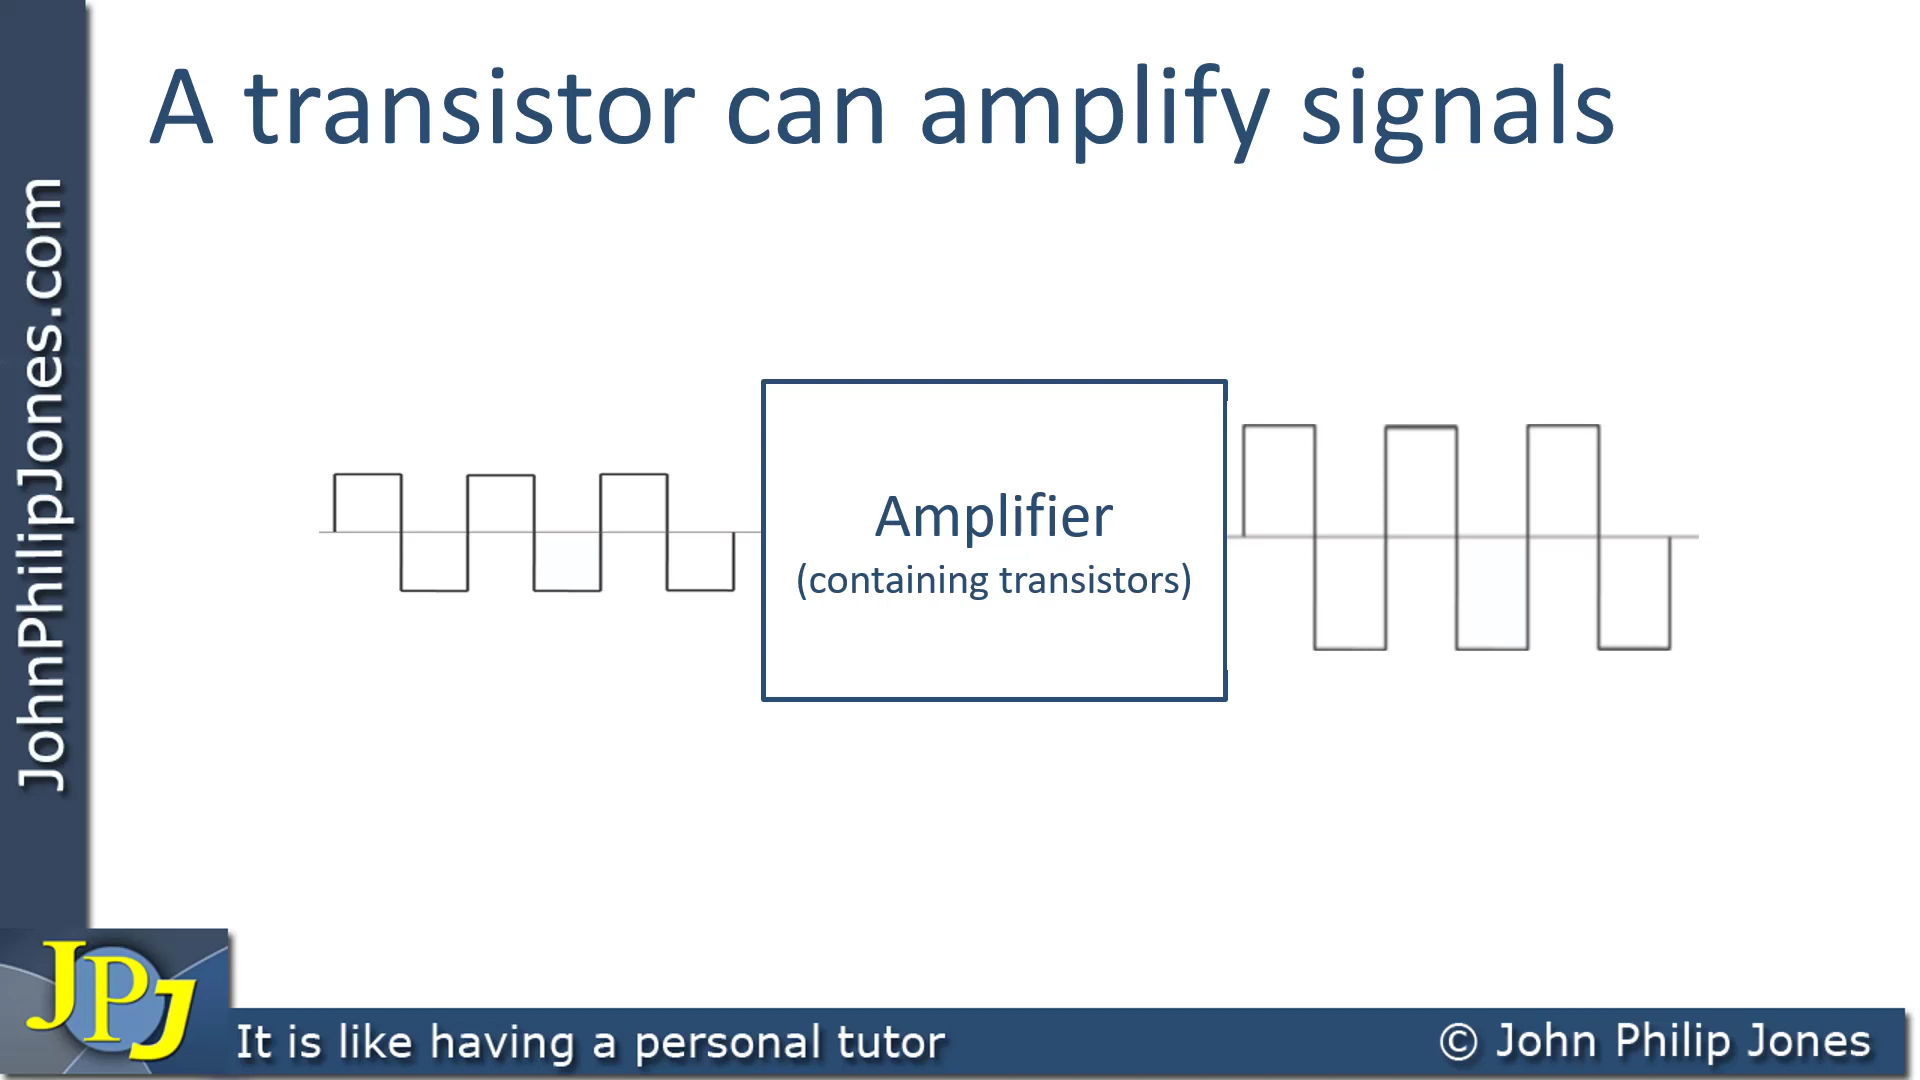 A transistor can amplify signals
JohnPhilipJones.com
Amplifier
(containing transistors)
JPJ
It is like having a personal tutor
© John Philip Jones